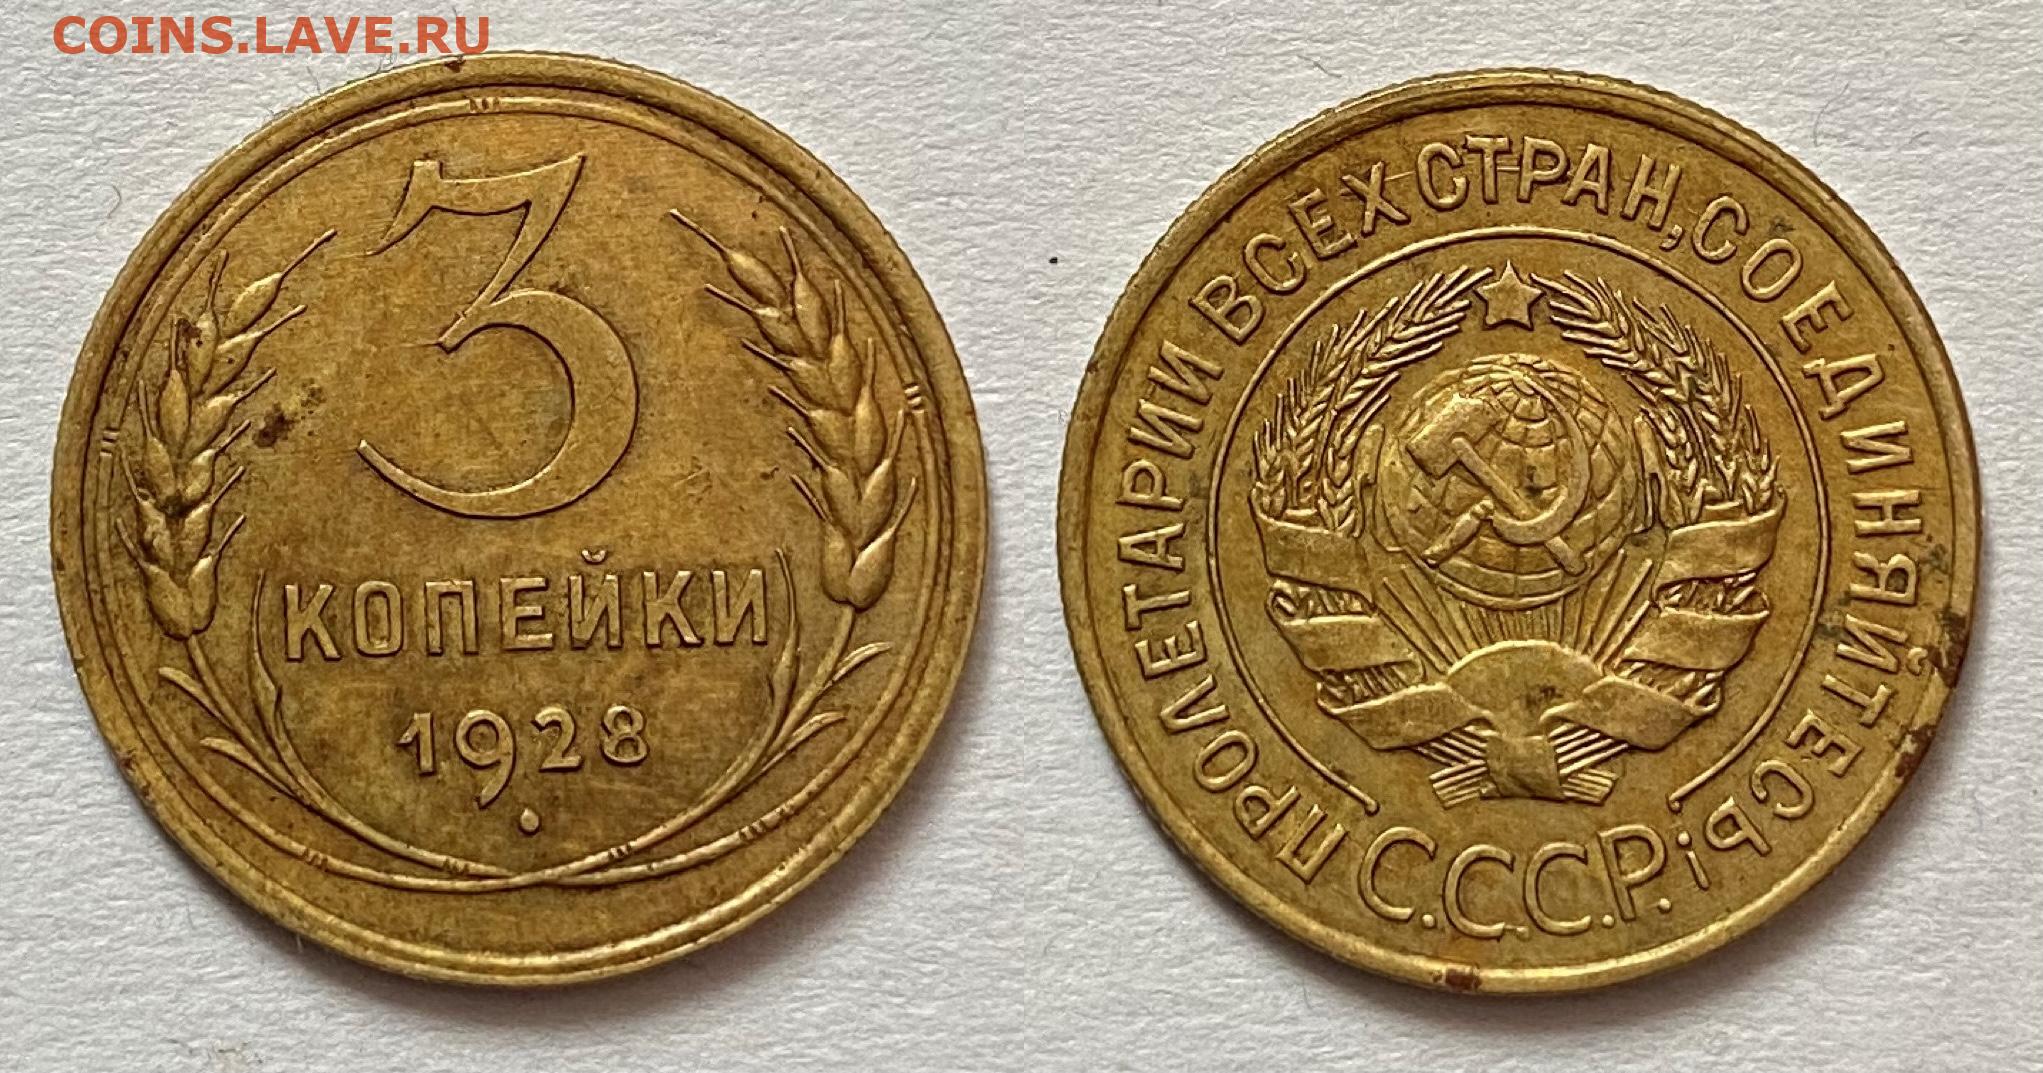 COINS.LAVE.RU
3
КОПЕЙКИ
1928
ПРОЛЕТАРИИ ВСЕХ СТРАН, СОЕДИНЯЙТЕСЬ¡
С.С.С.Р.